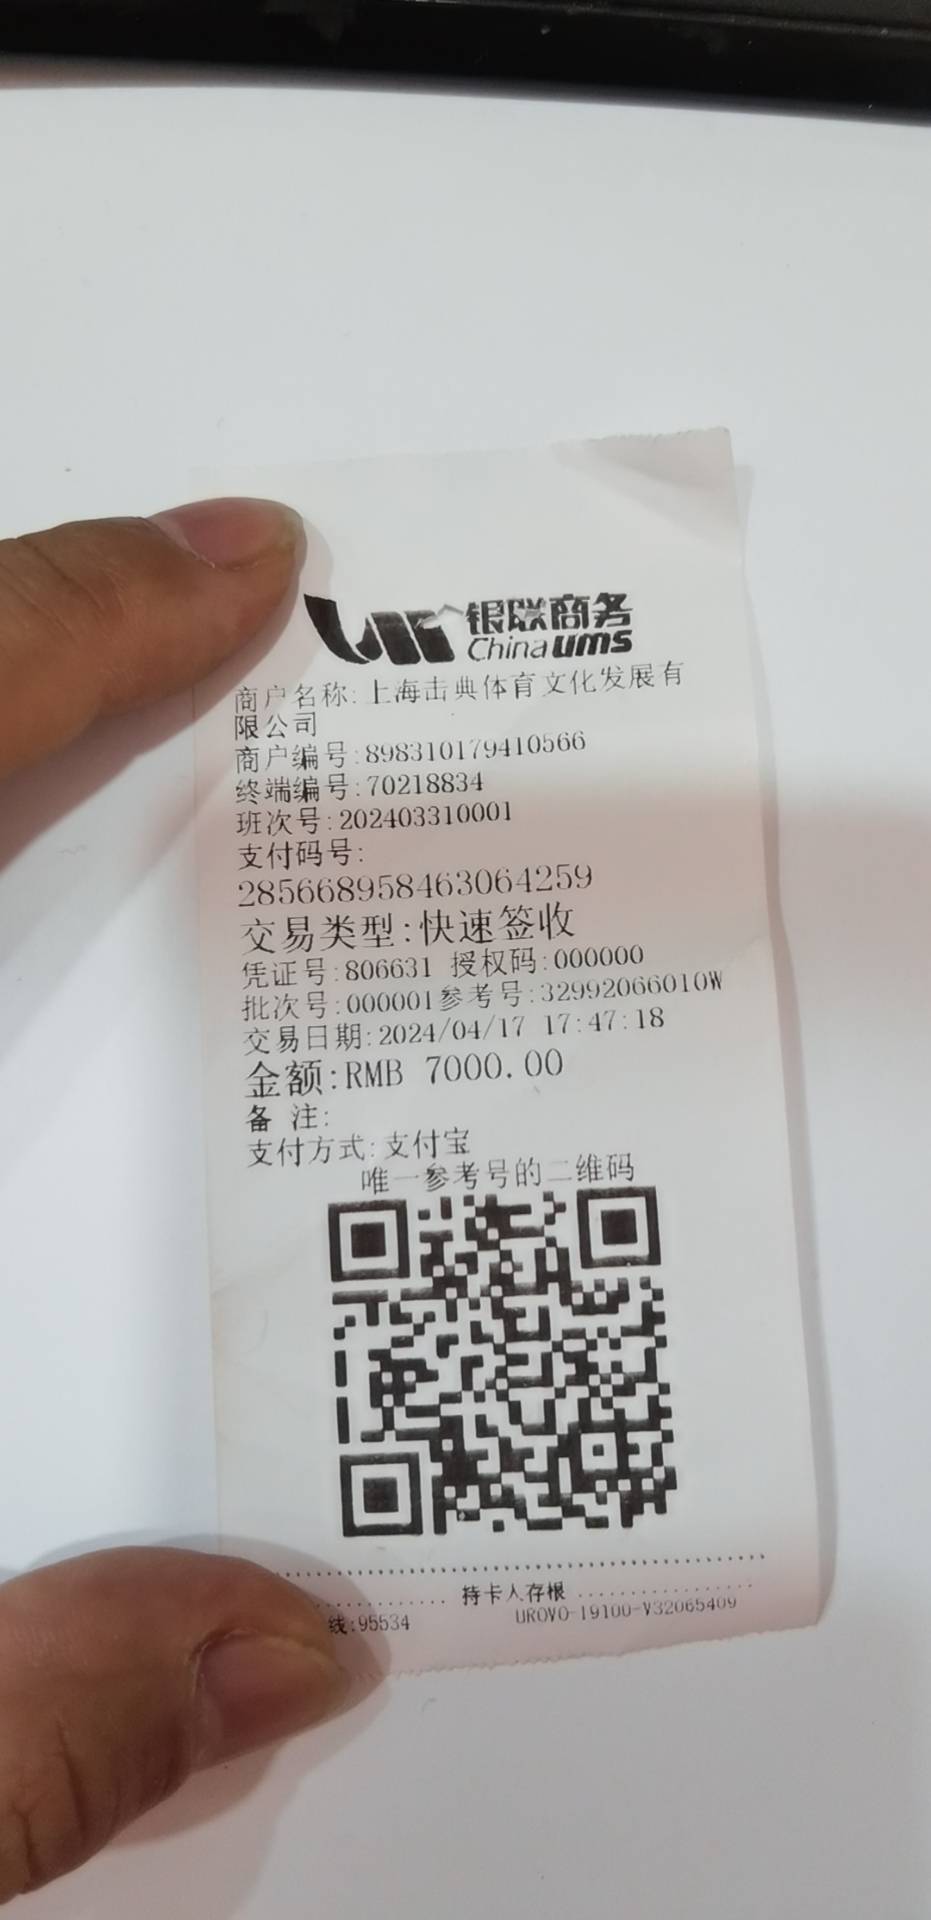 银联商务
China ums
商户名称:上海击典体育文化发展有
限公司
商户编号:898310179410566
终端编号:70218834
班次号:202403310001
支付码号:
285668958463064259
交易类型:快速签收
凭证号:806631 授权码:000000
批次号:000001参考号:32992066010W
交易日期:2024/04/17 17:47:18
金额:RMB 7000.00
备 注:
支付方式:支付宝
唯一参考号的二维码
持卡人存根
线:95534 UROVO-I9100-V32065409